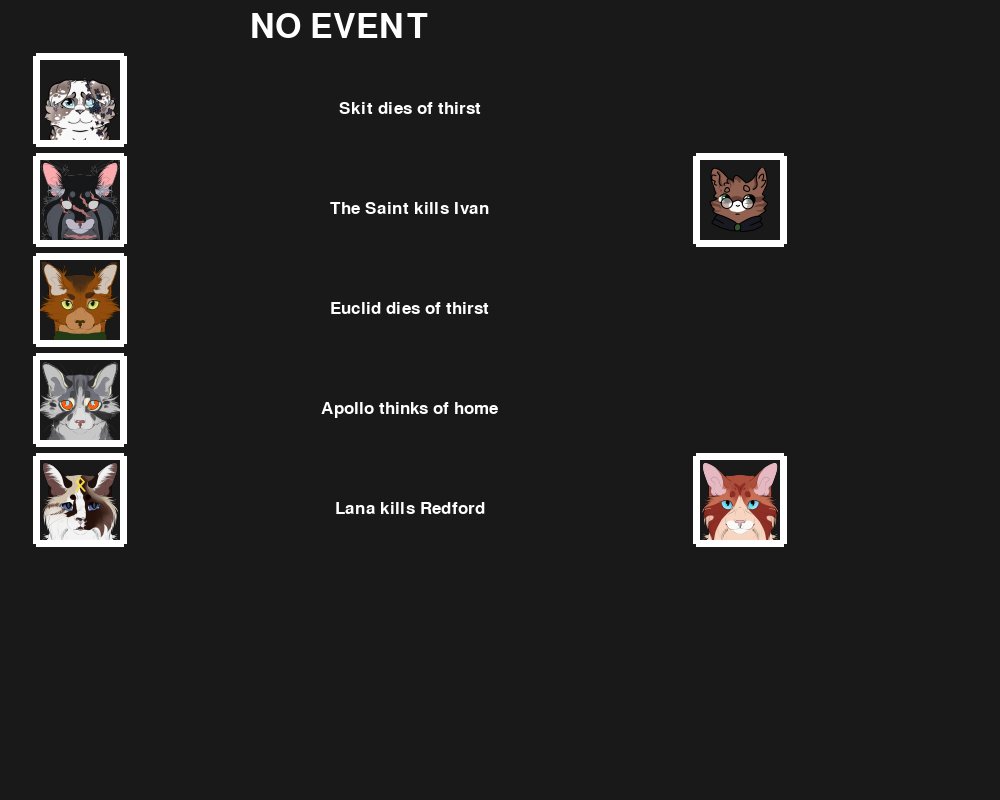 NO EVENT
Skit dies of thirst
The Saint kills Ivan
Euclid dies of thirst
Apollo thinks of home
Lana kills Redford